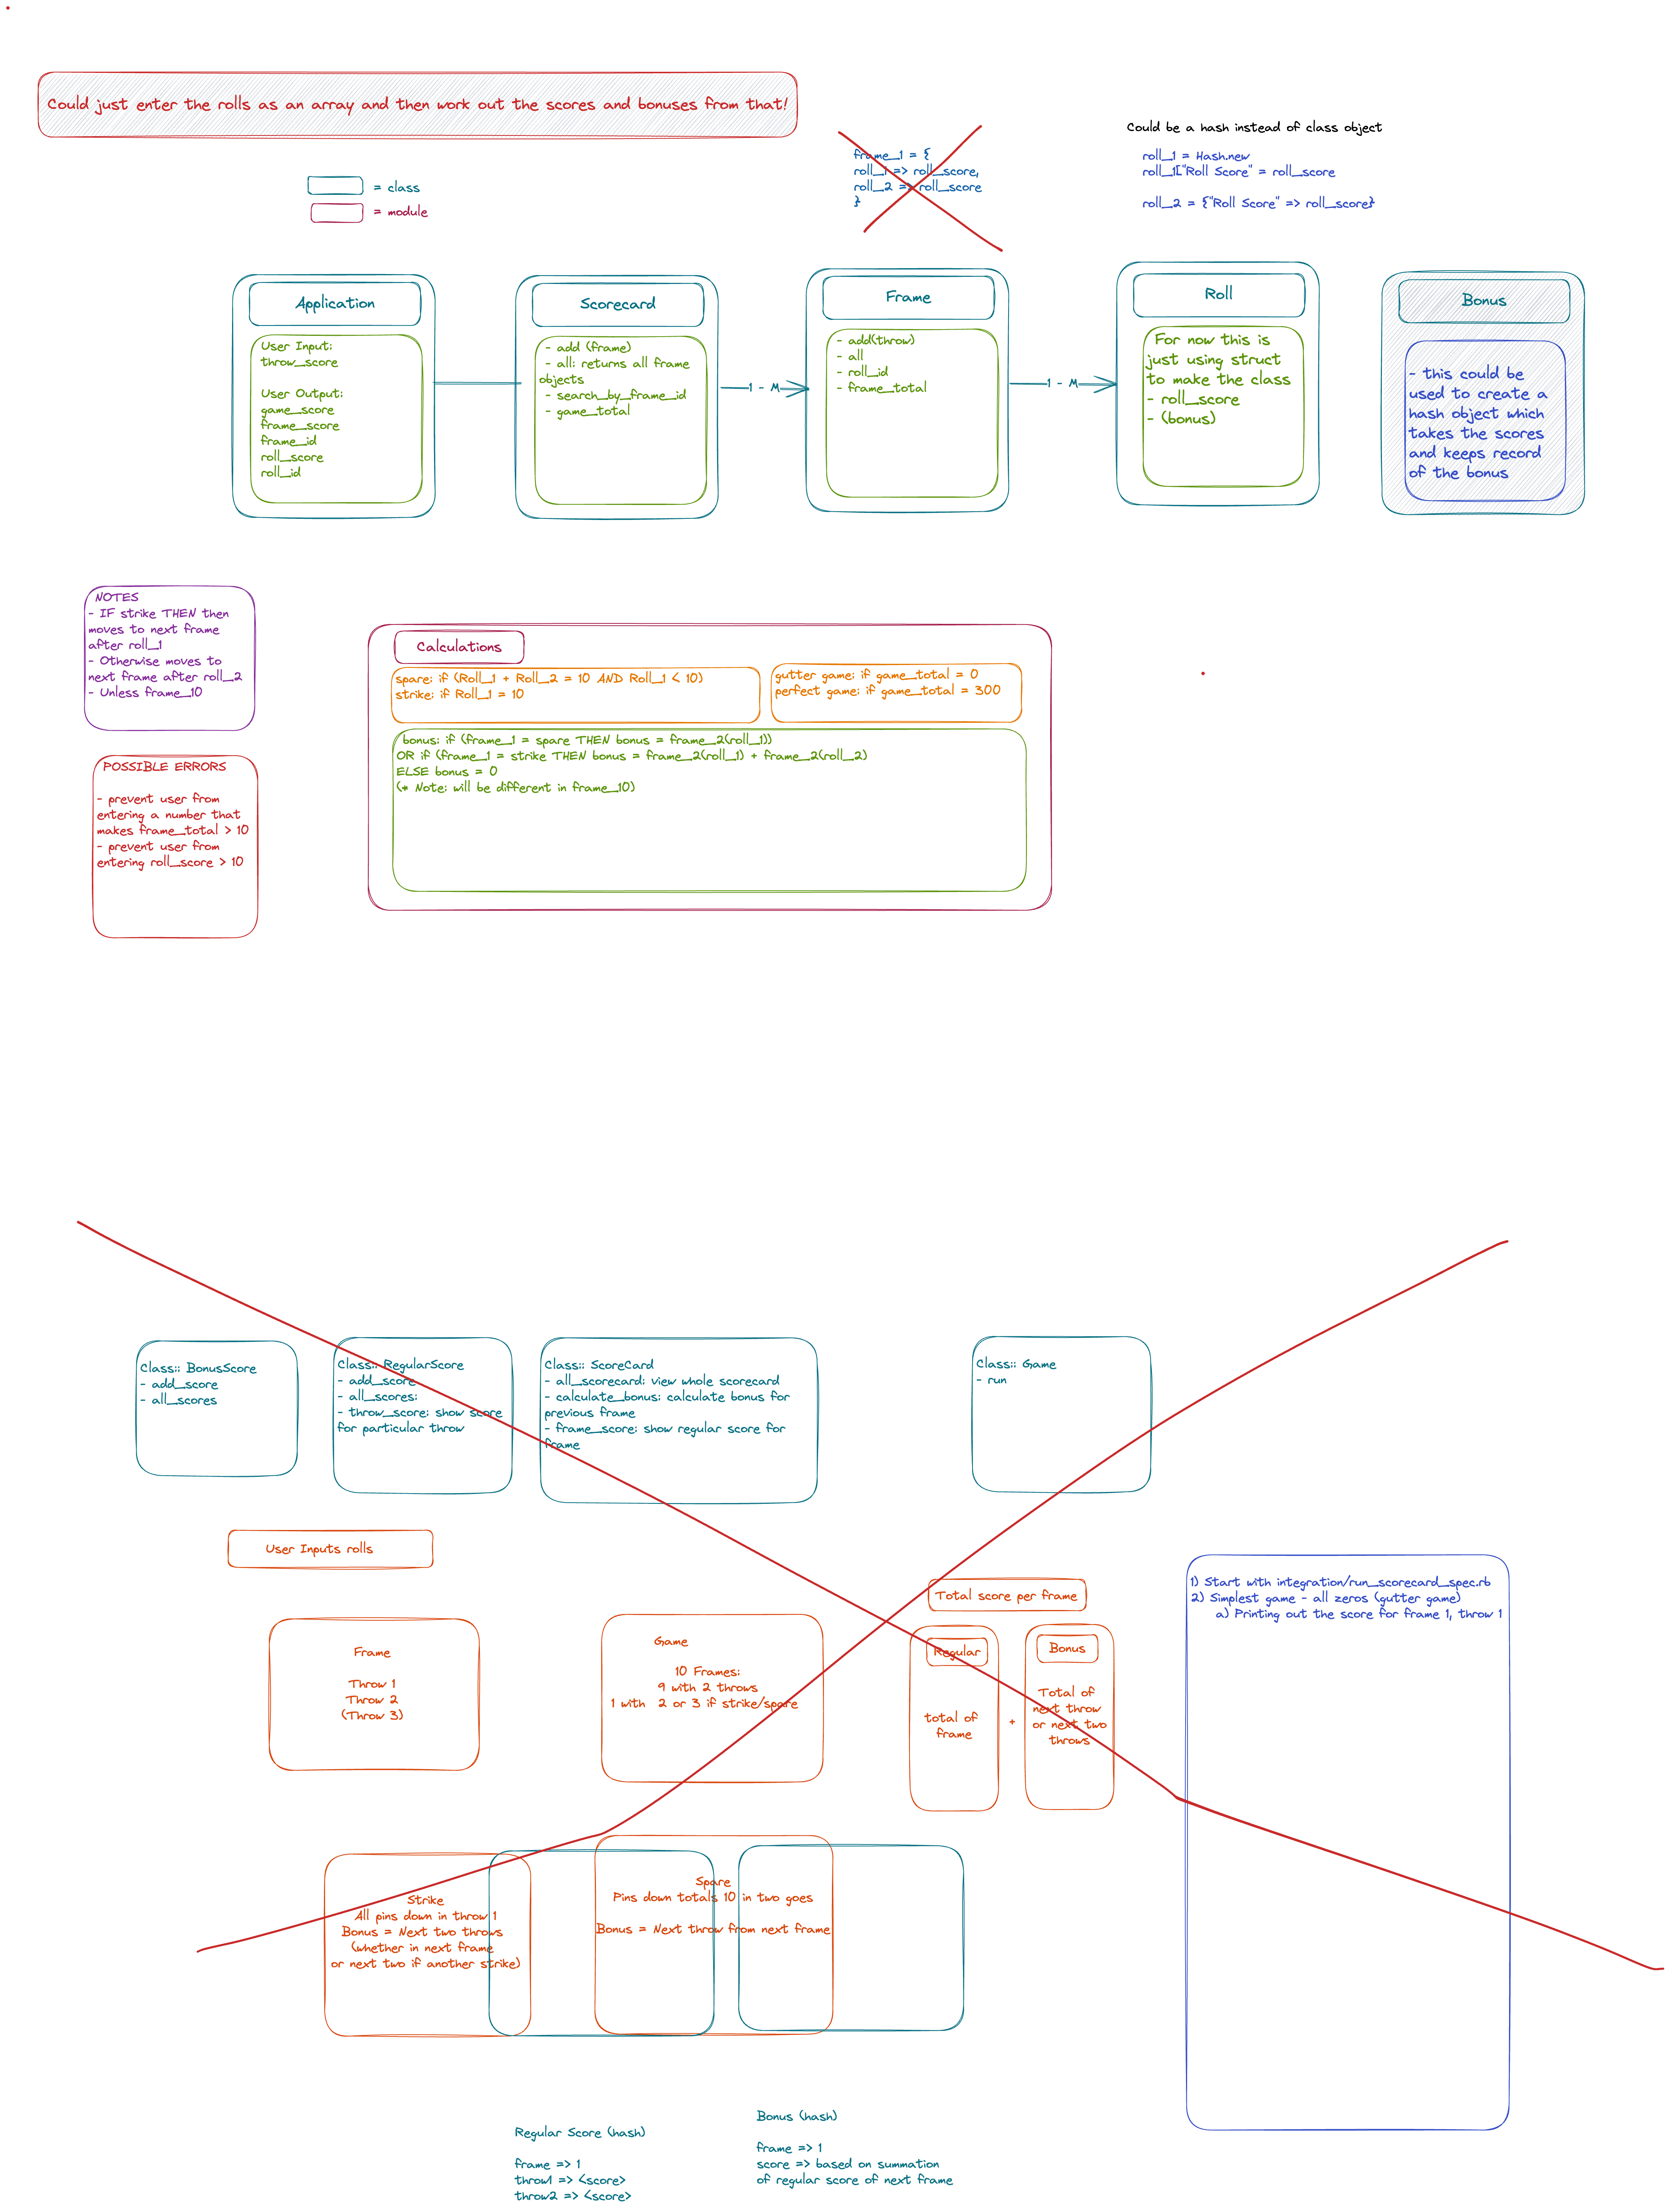 Could just enter the rolls as an array and then work out the scores and bonuses from that!
= class
= module
frame_1 = {
roll_1 => roll_score,
roll_2 => roll_score
}
Could be a hash instead of class object
roll_1 = Hash.new
roll_1["Roll Score" = roll_score
roll_2 = {"Roll Score" => roll_score}
Application
User Input:
throw_score
User Output:
game_score
frame_score
frame_id
roll_score
roll_id
Scorecard
- add (frame)
- all: returns all frame
objects
- search_by_frame_id
- game_total
1 - M
Frame
- add(throw)
- all
- roll_id
- frame_total
1 - M
Roll
For now this is
just using struct
to make the class
- roll_score
- (bonus)
Bonus
- this could be
used to create a
hash object which
takes the scores
and keeps record
of the bonus
NOTES
- IF strike THEN then
moves to next frame
after roll_1
- Otherwise moves to
next frame after roll_2
- Unless frame_10
POSSIBLE ERRORS
- prevent user from
entering a number that
makes frame_total > 10
- prevent user from
entering roll_score > 10
Calculations
spare: if (Roll_1 + Roll_2 = 10 AND Roll_1 < 10)
strike: if Roll_1 = 10
gutter game: if game_total = 0
perfect game: if game_total = 300
bonus: if (frame_1 = spare THEN bonus = frame_2(roll_1))
OR if (frame_1 = strike THEN bonus = frame_2(roll_1) + frame_2(roll_2)
ELSE bonus = 0
(* Note: will be different in frame_10)
Class:: BonusScore
- add_score
- all_scores
Class:: RegularScore
- add_score
- all_scores:
- throw_score: show score
for particular throw
Class:: ScoreCard
- all_scorecard: view whole scorecard
- calculate_bonus: calculate bonus for
previous frame
- frame_score: show regular score for
frame
Class:: Game
- run
User Inputs rolls
Frame
Throw 1
Throw 2
(Throw 3)
Game
10 Frames:
9 with 2 throws
1 with 2 or 3 if strike/spare
Total score per frame
Regular
total of
frame
+
Bonus
Total of
next throw
or next two
throws
1) Start with integration/run_scorecard_spec.rb
2) Simplest game - all zeros (gutter game)
a) Printing out the score for frame 1, throw 1
Strike
All pins down in throw 1
Bonus = Next two throws
(whether in next frame
or next two if another strike)
Spare
Pins down totals 10 in two goes
Bonus = Next throw from next frame
Regular Score (hash)
frame => 1
throw1 => <score>
throw2 => <score>
Bonus (hash)
frame => 1
score => based on summation
of regular score of next frame